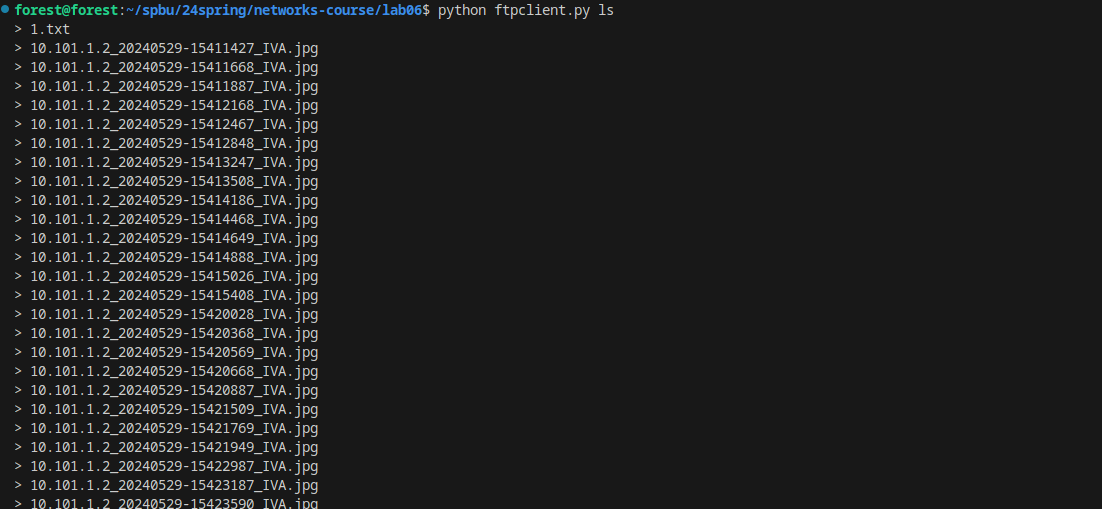 forest@forest:~/spbu/24spring/networks-course/lab06$ python ftpclient.py ls
> 1.txt
> 10.101.1.2_20240529-15411427_IVA.jpg
> 10.101.1.2_20240529-15411668_IVA.jpg
> 10.101.1.2_20240529-15411887_IVA.jpg
> 10.101.1.2_20240529-15412168_IVA.jpg
> 10.101.1.2_20240529-15412467_IVA.jpg
> 10.101.1.2_20240529-15412848_IVA.jpg
> 10.101.1.2_20240529-15413247_IVA.jpg
> 10.101.1.2_20240529-15413508_IVA.jpg
> 10.101.1.2_20240529-15414186_IVA.jpg
> 10.101.1.2_20240529-15414468_IVA.jpg
> 10.101.1.2_20240529-15414649_IVA.jpg
> 10.101.1.2_20240529-15414888_IVA.jpg
> 10.101.1.2_20240529-15415026_IVA.jpg
> 10.101.1.2_20240529-15415408_IVA.jpg
> 10.101.1.2_20240529-15420028_IVA.jpg
> 10.101.1.2_20240529-15420368_IVA.jpg
> 10.101.1.2_20240529-15420569_IVA.jpg
> 10.101.1.2_20240529-15420668_IVA.jpg
> 10.101.1.2_20240529-15420887_IVA.jpg
> 10.101.1.2_20240529-15421509_IVA.jpg
> 10.101.1.2_20240529-15421769_IVA.jpg
> 10.101.1.2_20240529-15421949_IVA.jpg
> 10.101.1.2_20240529-15422987_IVA.jpg
> 10.101.1.2_20240529-15423187_IVA.jpg
> 10.101.1.2_20240529-15423590_IVA.jpg